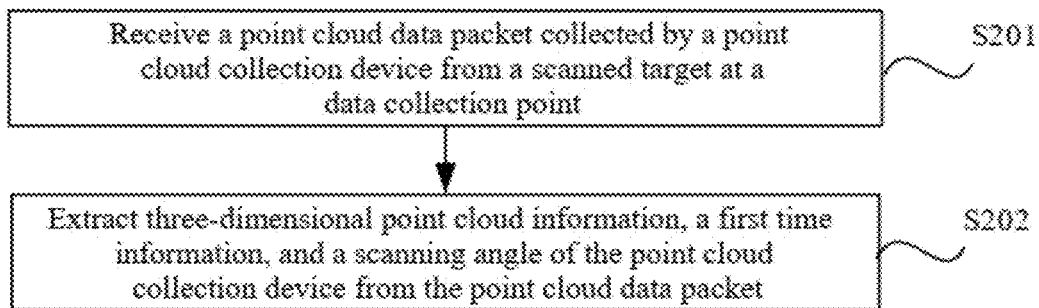 Receive a point cloud data packet collected by a point
cloud collection device from a scanned target at a
data collection point
S201
Extract three-dimensional point cloud information, a first time
information, and a scanning angle of the point cloud
collection device from the point cloud data packet
S202